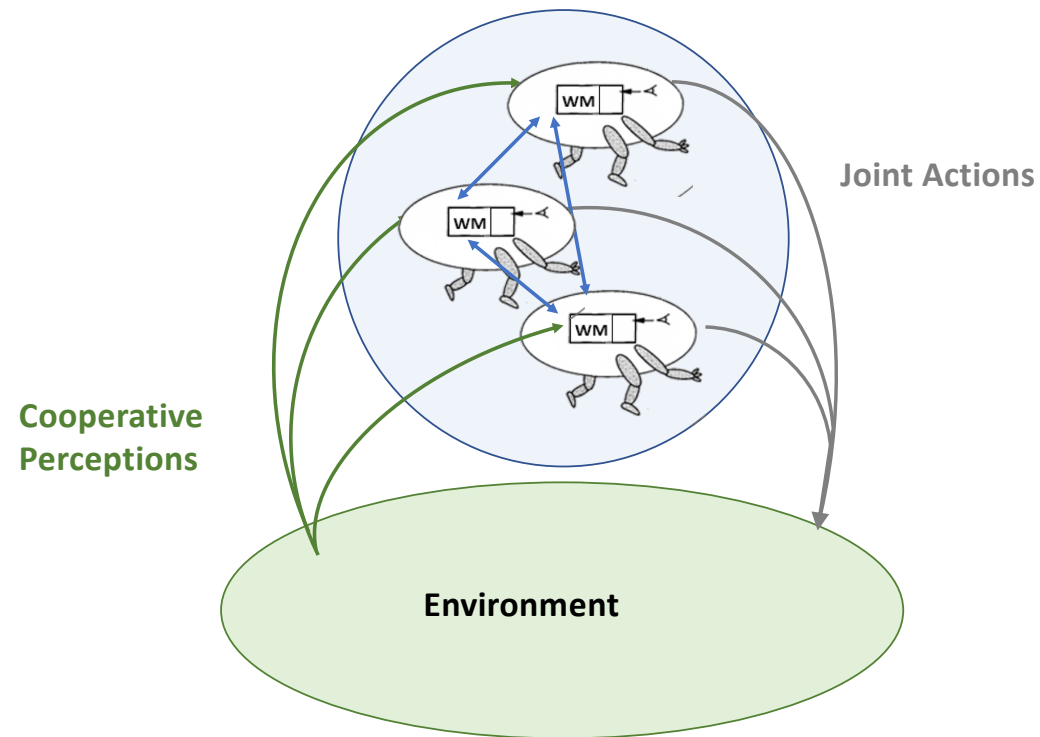 WM
Joint Actions
WM
WM
Cooperative
Perceptions
Environment